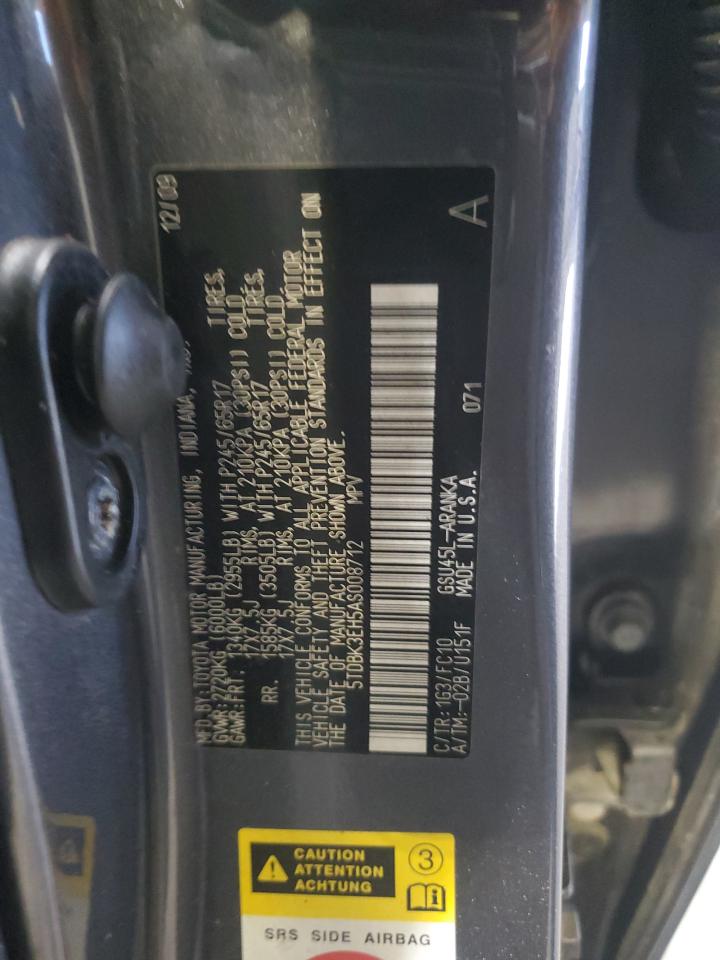 MFD.BY:TOYOTA MOTOR MANUFACTURING, INDIANA, 12/09
GVWR:2720KG (6000LB)
GAWR:FRT: 1340KG (2955LB) WITH P245/65R17 TIRES,
17X7.5J RIMS, AT 210KPA (30PSI) COLD
RR. 1585KG (3505LB) WITH P245/65R17 TIRES,
17X7.5J RIMS, AT 210KPA (30PSI) COLD.
THIS VEHICLE CONFORMS TO ALL APPLICABLE FEDERAL MOTOR
VEHICLE SAFETY AND THEFT PREVENTION STANDARDS IN EFFECT ON
THE DATE OF MANUFACTURE SHOWN ABOVE.
5TDBK3EH5AS008712 MPV
C/TR:1G3/FC10 GSU45L-ARANKA 071 A
A/TM:-02B/U151F MADE IN U.S.A.
CAUTION
ATTENTION
ACHTUNG
3
SRS SIDE AIRBAG